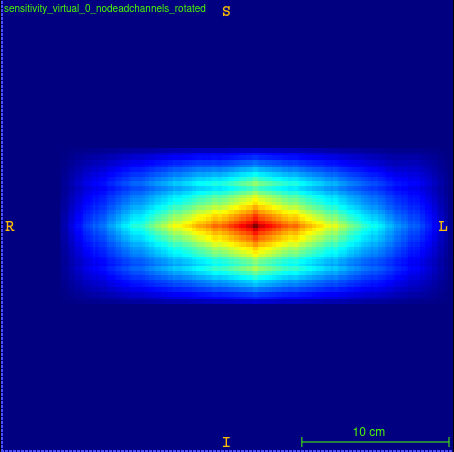 sensitivity_virtual_0_nodeadchannels_rotated
S
R
L
10 cm
I